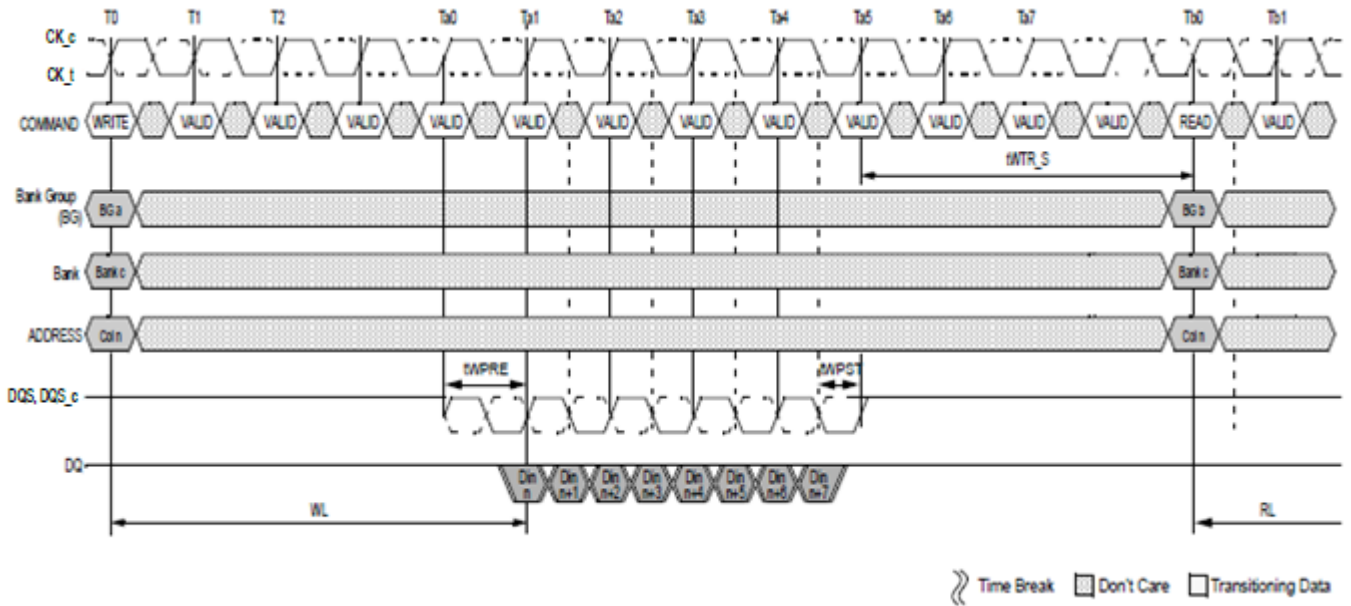 T0 T1 T2 Ta0 Ta1 Ta2 Ta3 Ta4 Ta5 Ta6 Ta7 Tb0 Tb1
CK_c
CK_t
COMMAND WRITE VALID VALID VALID VALID VALID VALID VALID VALID VALID VALID VALID VALID READ VALID
tWTR_S
Bank Group
(BG)
BG a BG b
Bank Bank c Bank c
ADDRESS Col n Col n
tWPRE tWPST
DQS, DQS_c
DQ
Din Din Din Din Din Din Din Din
n n+1 n+2 n+3 n+4 n+5 n+6 n+7
WL RL
Time Break Don't Care Transitioning Data